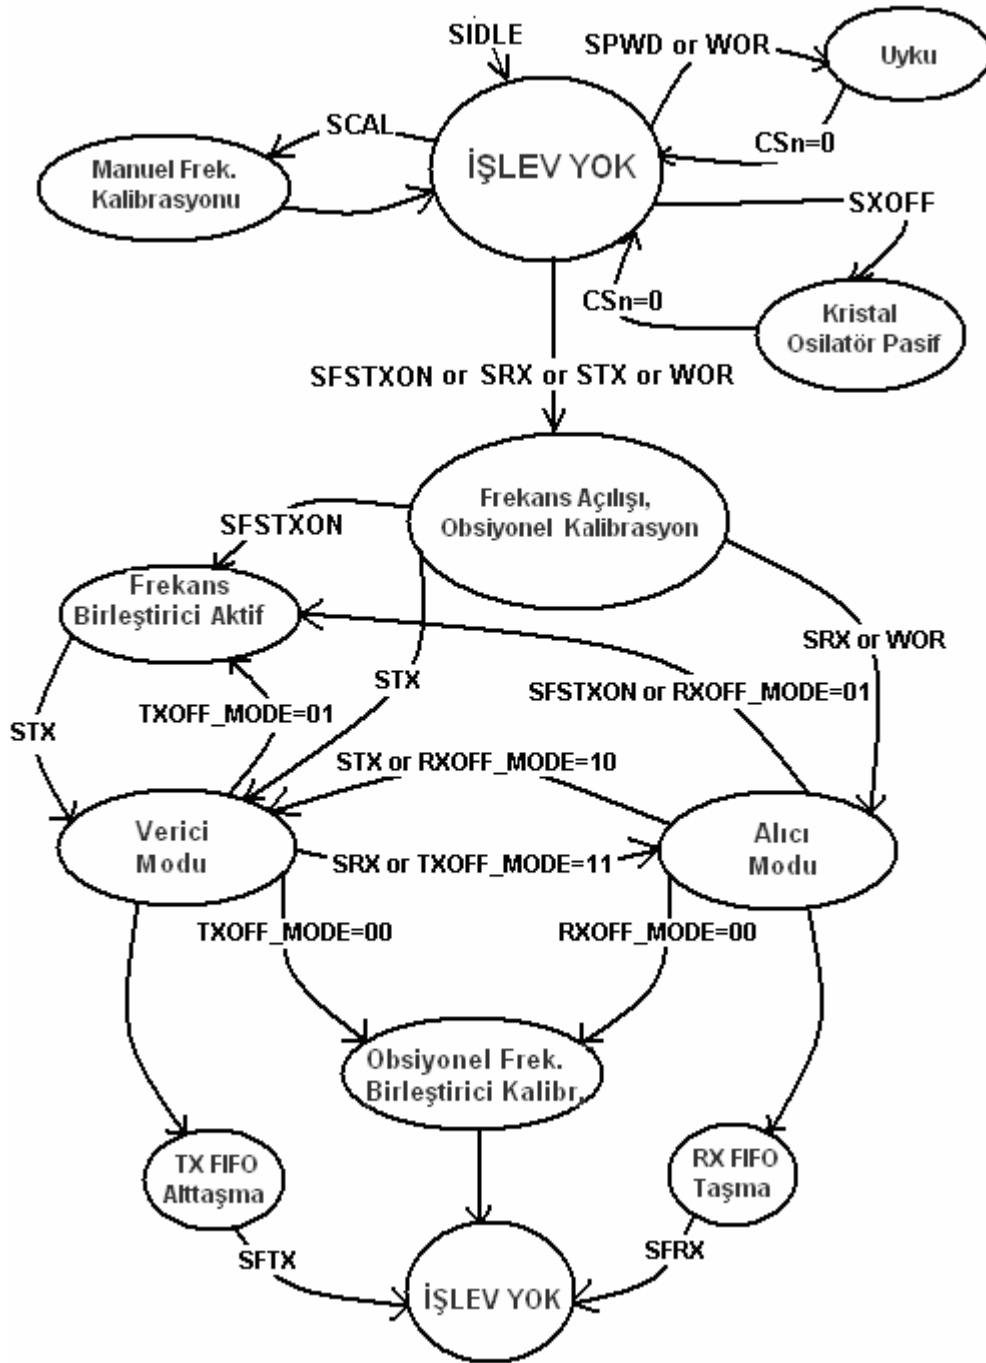 SIDLE
SPWD or WOR
Uyku
SCAL
CSn=0
Manuel Frek.
Kalibrasyonu
İŞLEV YOK
SXOFF
CSn=0
Kristal
Osilatör Pasif
SFSTXON or SRX or STX or WOR
Frekans Açılışı,
Obsiyonel Kalibrasyon
SFSTXON
Frekans
Birleştirici Aktif
SRX or WOR
STX
SFSTXON or RXOFF_MODE=01
TXOFF_MODE=01
STX
STX or RXOFF_MODE=10
Verici
Modu
Alıcı
Modu
SRX or TXOFF_MODE=11
TXOFF_MODE=00
RXOFF_MODE=00
Obsiyonel Frek.
Birleştirici Kalibr,
TX FIFO
Alttaşma
RX FIFO
Taşma
SFTX
SFRX
İŞLEV YOK